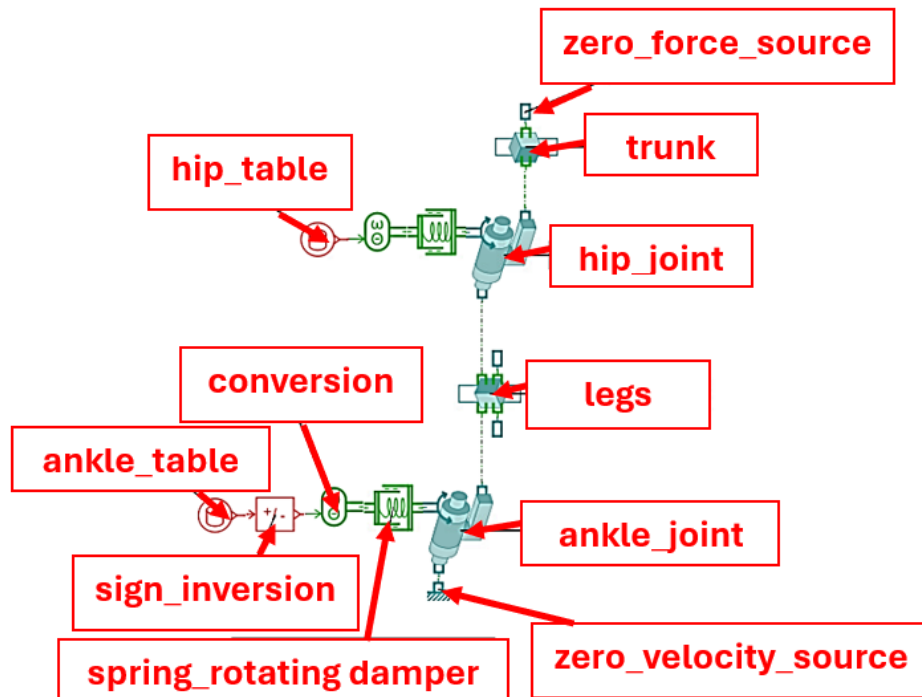 zero_force_source
trunk
hip_table
hip_joint
ω
Θ
conversion
legs
ankle_table
ankle_joint
+/-
sign_inversion
zero_velocity_source
spring_rotating damper